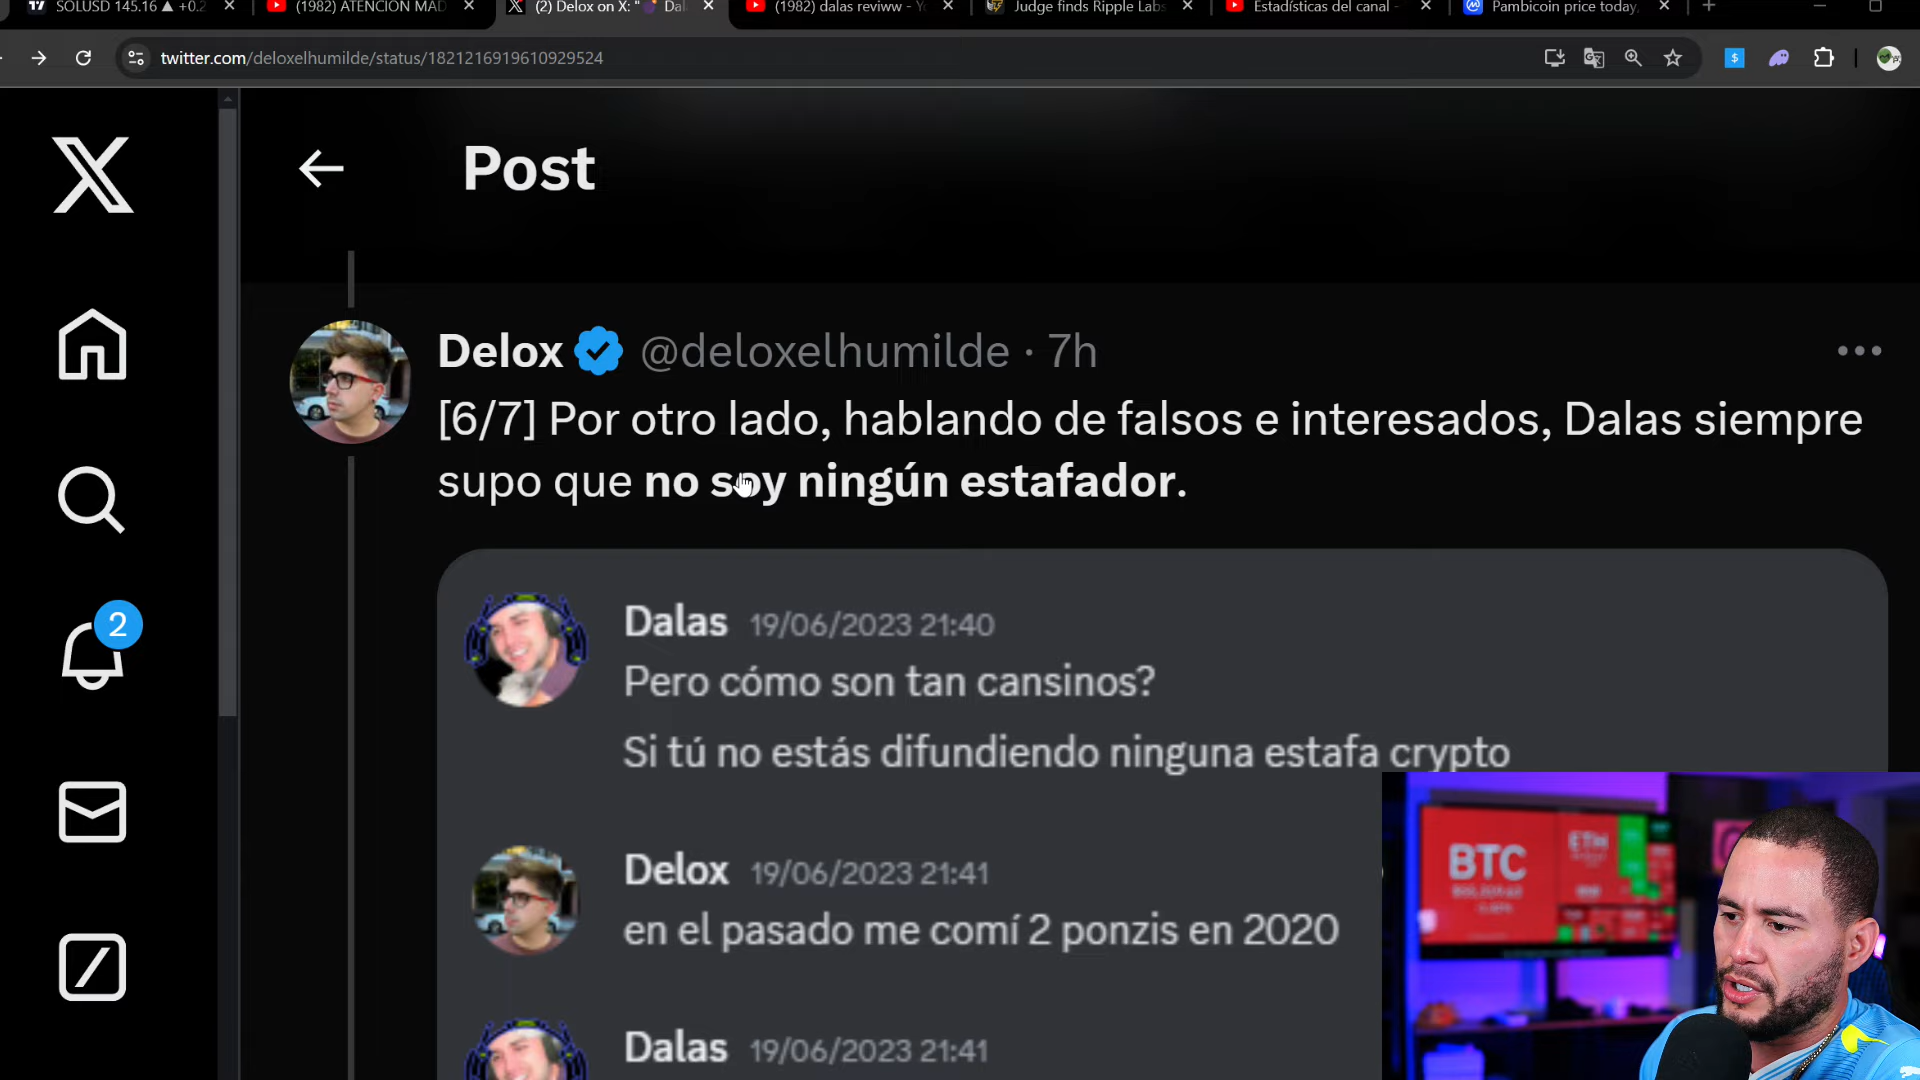 SOLUSD 145.16 ▲ +0.2
(1982) ATENCION MAD
(2) Delox on X: "
(1982) dalas reviww - Y
Judge finds Ripple Labs
Estadísticas del canal -
Pambicoin price today,
twitter.com/deloxelhumilde/status/1821216919610929524
Post
Delox @deloxelhumilde · 7h
[6/7] Por otro lado, hablando de falsos e interesados, Dalas siempre
supo que no soy ningún estafador.
2
Dalas 19/06/2023 21:40
Pero cómo son tan cansinos?
Si tú no estás difundiendo ninguna estafa crypto
Delox 19/06/2023 21:41
en el pasado me comí 2 ponzis en 2020
Dalas 19/06/2023 21:41
BTC
ETH